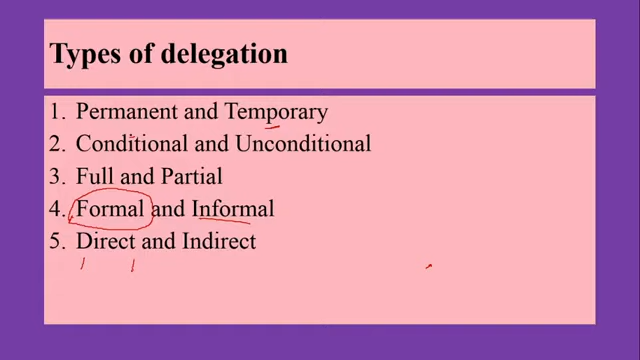 Types of delegation
1. Permanent and Temporary
2. Conditional and Unconditional
3. Full and Partial
4. Formal and Informal
5. Direct and Indirect